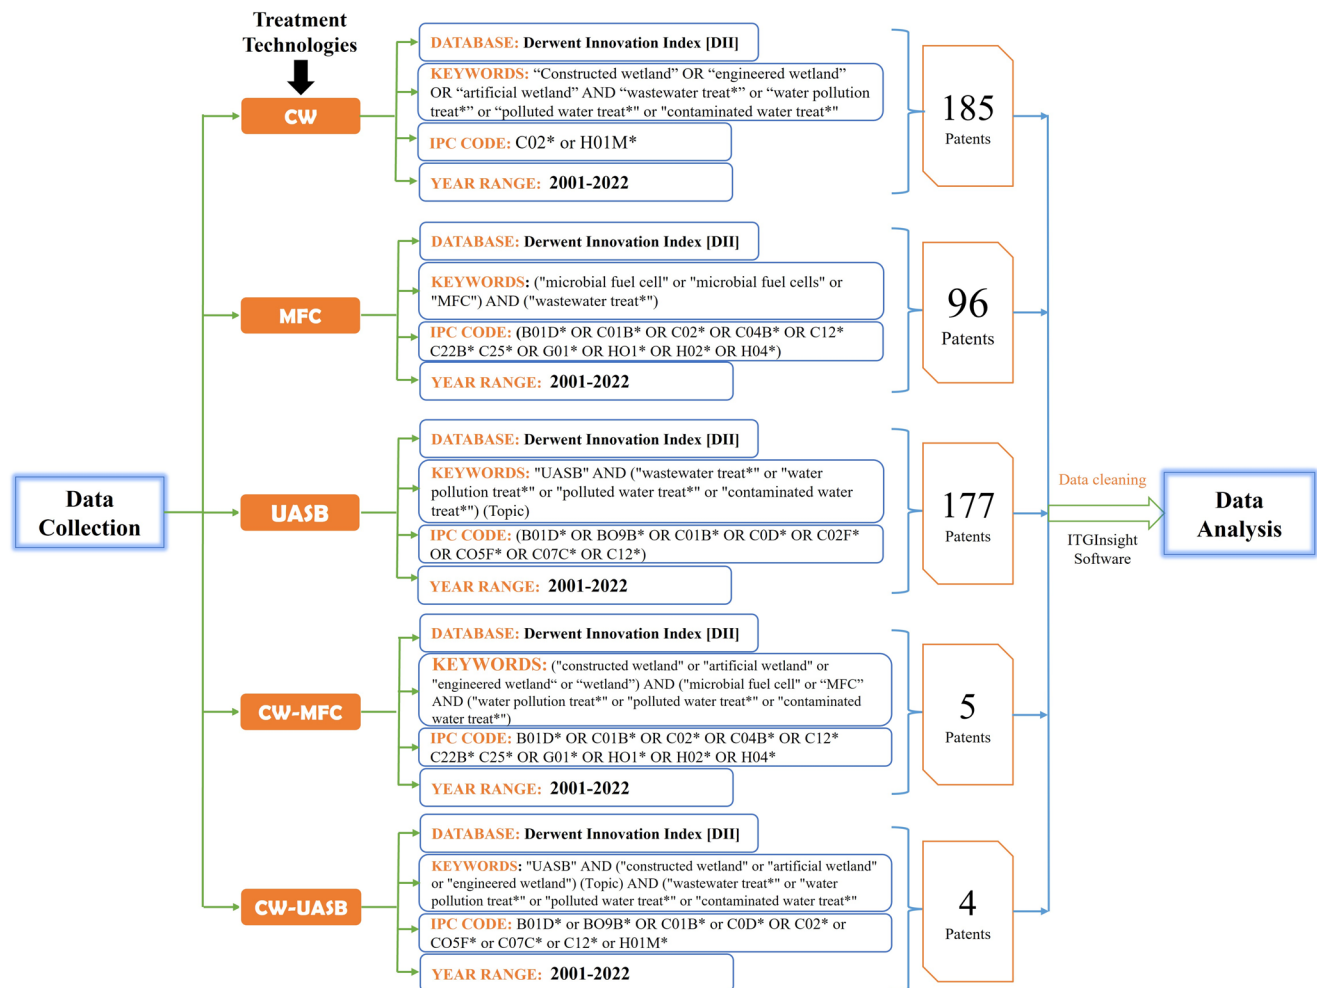 Treatment
Technologies
CW
DATABASE: Derwent Innovation Index [DII]
KEYWORDS: “Constructed wetland” OR “engineered wetland”
OR “artificial wetland” AND “wastewater treat*” or “water pollution
treat*” or “polluted water treat*" or "contaminated water treat*"
IPC CODE: C02* or H01M*
YEAR RANGE: 2001-2022
185
Patents
MFC
DATABASE: Derwent Innovation Index [DII]
KEYWORDS: ("microbial fuel cell" or "microbial fuel cells" or
"MFC") AND ("wastewater treat*")
IPC CODE: (B01D* OR C01B* OR C02* OR C04B* OR C12*
C22B* C25* OR G01* OR HO1* OR H02* OR H04*)
YEAR RANGE: 2001-2022
96
Patents
Data
Collection
UASB
DATABASE: Derwent Innovation Index [DII]
KEYWORDS: "UASB" AND ("wastewater treat*" or "water
pollution treat*" or "polluted water treat*" or "contaminated water
treat*") (Topic)
IPC CODE: (B01D* OR BO9B* OR C01B* OR C0D* OR C02F*
OR CO5F* OR C07C* OR C12*)
YEAR RANGE: 2001-2022
177
Patents
Data cleaning
ITGInsight
Software
Data
Analysis
CW-MFC
DATABASE: Derwent Innovation Index [DII]
KEYWORDS: ("constructed wetland" or "artificial wetland" or
"engineered wetland“ or “wetland”) AND ("microbial fuel cell" or “MFC”
AND ("water pollution treat*" or "polluted water treat*" or "contaminated
water treat*")
IPC CODE: B01D* OR C01B* OR C02* OR C04B* OR C12*
C22B* C25* OR G01* OR HO1* OR H02* OR H04*
YEAR RANGE: 2001-2022
5
Patents
CW-UASB
DATABASE: Derwent Innovation Index [DII]
KEYWORDS: "UASB" AND ("constructed wetland" or "artificial wetland"
or "engineered wetland") (Topic) AND ("wastewater treat*" or "water
pollution treat*" or "polluted water treat*" or "contaminated water treat*"
IPC CODE: B01D* or BO9B* OR C01B* or C0D* OR C02* or
CO5F* or C07C* or C12* or H01M*
YEAR RANGE: 2001-2022
4
Patents